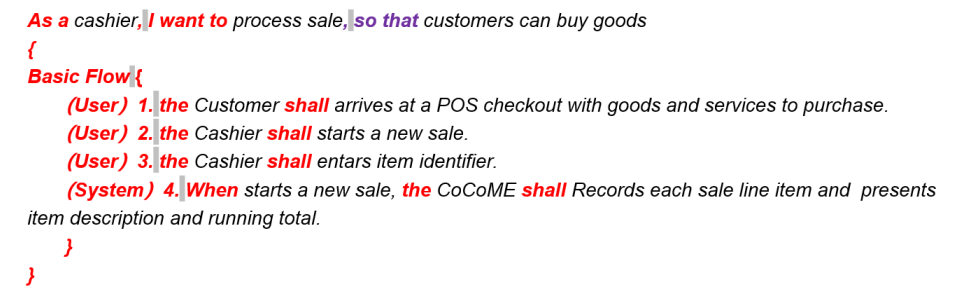 As a cashier, I want to process sale, so that customers can buy goods
{
Basic Flow {
(User) 1. the Customer shall arrives at a POS checkout with goods and services to purchase.
(User) 2. the Cashier shall starts a new sale.
(User) 3. the Cashier shall entars item identifier.
(System) 4. When starts a new sale, the CoCoME shall Records each sale line item and presents
item description and running total.
}
}